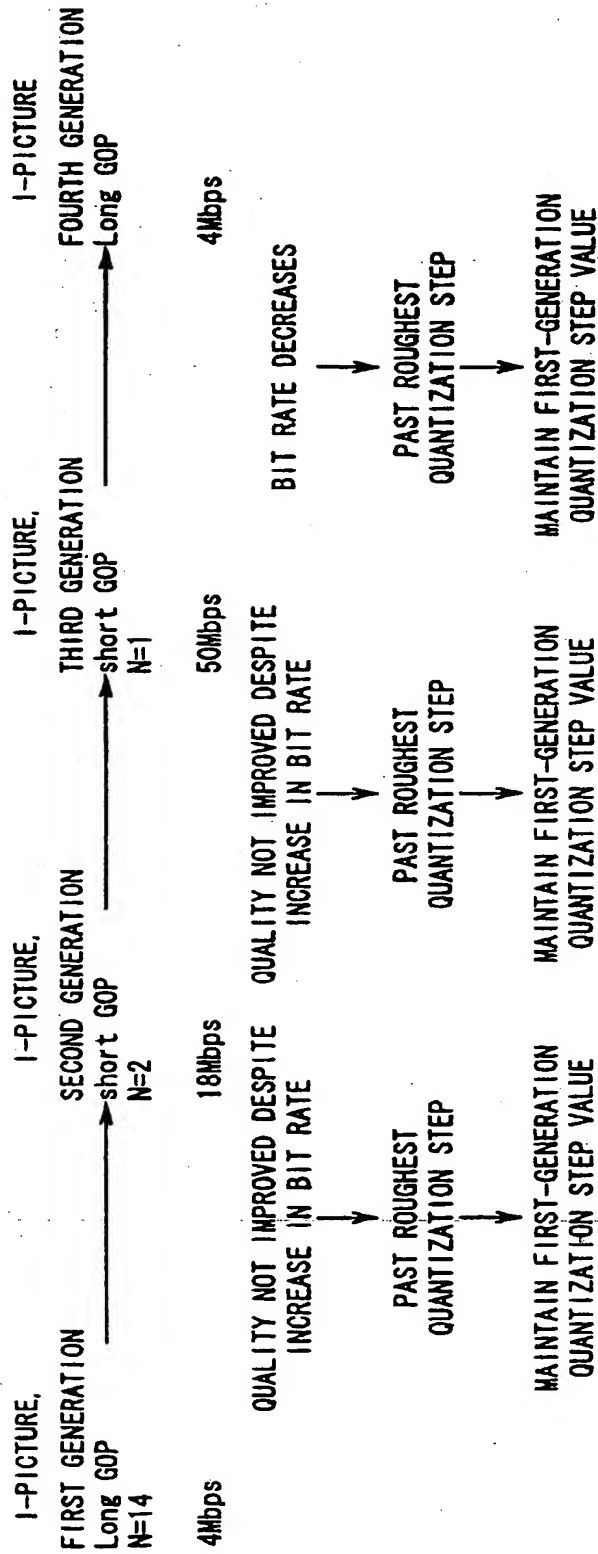 I-PICTURE,
FIRST GENERATION
Long GOP
N=14
4Mbps
I-PICTURE,
SECOND GENERATION
short GOP
N=2
18Mbps
I-PICTURE,
THIRD GENERATION
short GOP
N=1
50Mbps
I-PICTURE
FOURTH GENERATION
Long GOP
4Mbps
QUALITY NOT IMPROVED DESPITE
INCREASE IN BIT RATE
PAST ROUGHEST
QUANTIZATION STEP
MAINTAIN FIRST-GENERATION
QUANTIZATION STEP VALUE
QUALITY NOT IMPROVED DESPITE
INCREASE IN BIT RATE
PAST ROUGHEST
QUANTIZATION STEP
MAINTAIN FIRST-GENERATION
QUANTIZATION STEP VALUE
BIT RATE DECREASES
PAST ROUGHEST
QUANTIZATION STEP
MAINTAIN FIRST-GENERATION
QUANTIZATION STEP VALUE